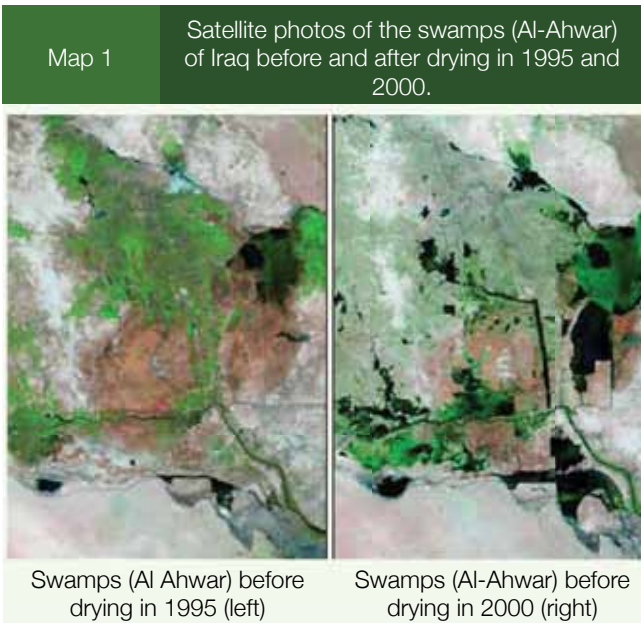 Map 1
Satellite photos of the swamps (Al-Ahwar)
of Iraq before and after drying in 1995 and
2000.
Swamps (Al Ahwar) before
drying in 1995 (left)
Swamps (Al-Ahwar) before
drying in 2000 (right)